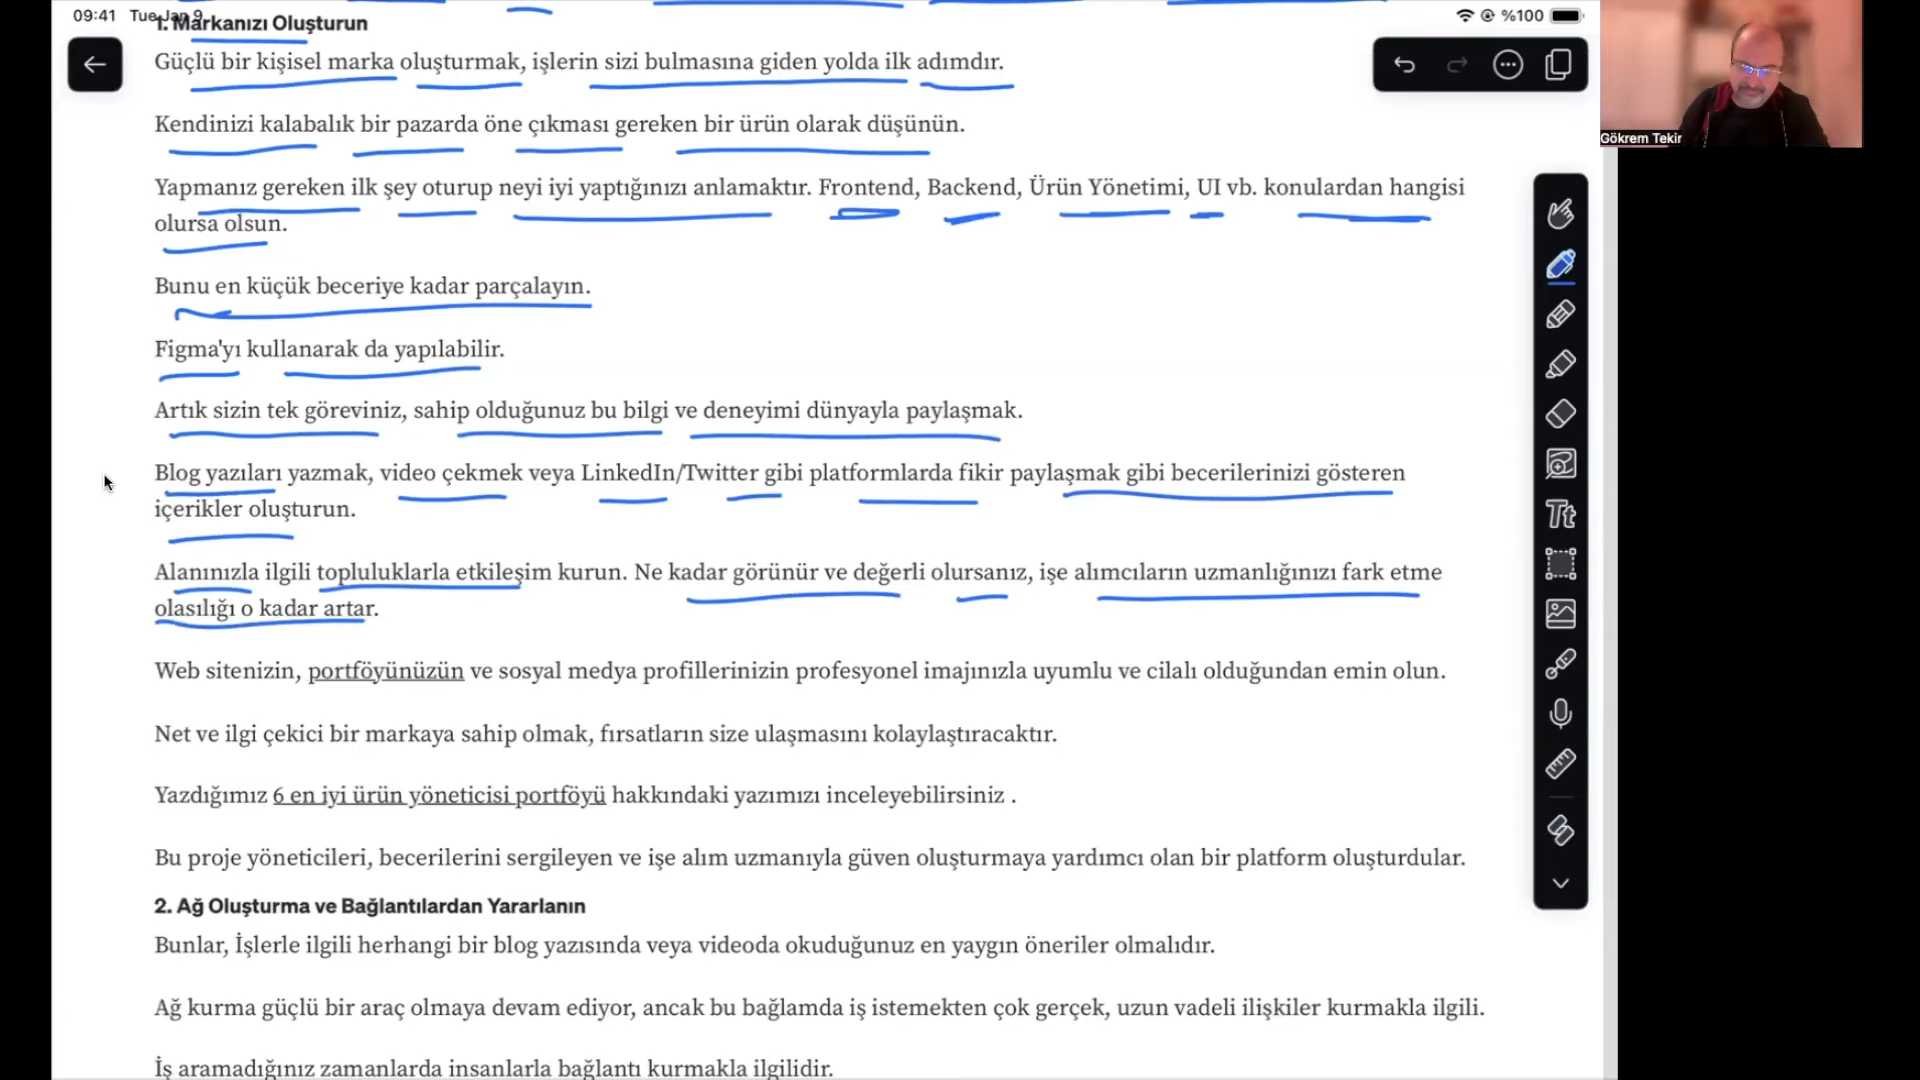 09:41 Tue Jan 9
%100
1. Markanızı Oluşturun
Güçlü bir kişisel marka oluşturmak, işlerin sizi bulmasına giden yolda ilk adımdır.
Gökrem Tekir
Kendinizi kalabalık bir pazarda öne çıkması gereken bir ürün olarak düşünün.
Yapmanız gereken ilk şey oturup neyi iyi yaptığınızı anlamaktır. Frontend, Backend, Ürün Yönetimi, UI vb. konulardan hangisi
olursa olsun.
Bunu en küçük beceriye kadar parçalayın.
Figma'yı kullanarak da yapılabilir.
Artık sizin tek göreviniz, sahip olduğunuz bu bilgi ve deneyimi dünyayla paylaşmak.
Blog yazıları yazmak, video çekmek veya LinkedIn/Twitter gibi platformlarda fikir paylaşmak gibi becerilerinizi gösteren
içerikler oluşturun.
Tt
Alanınızla ilgili topluluklarla etkileşim kurun. Ne kadar görünür ve değerli olursanız, işe alımcıların uzmanlığınızı fark etme
olasılığı o kadar artar.
Web sitenizin, portföyünüzün ve sosyal medya profillerinizin profesyonel imajınızla uyumlu ve cilalı olduğundan emin olun.
Net ve ilgi çekici bir markaya sahip olmak, fırsatların size ulaşmasını kolaylaştıracaktır.
Yazdığımız 6 en iyi ürün yöneticisi portföyü hakkındaki yazımızı inceleyebilirsiniz .
Bu proje yöneticileri, becerilerini sergileyen ve işe alım uzmanıyla güven oluşturmaya yardımcı olan bir platform oluşturdular.
2. Ağ Oluşturma ve Bağlantılardan Yararlanın
Bunlar, İşlerle ilgili herhangi bir blog yazısında veya videoda okuduğunuz en yaygın öneriler olmalıdır.
Ağ kurma güçlü bir araç olmaya devam ediyor, ancak bu bağlamda iş istemekten çok gerçek, uzun vadeli ilişkiler kurmakla ilgili.
İş aramadığınız zamanlarda insanlarla bağlantı kurmakla ilgilidir.